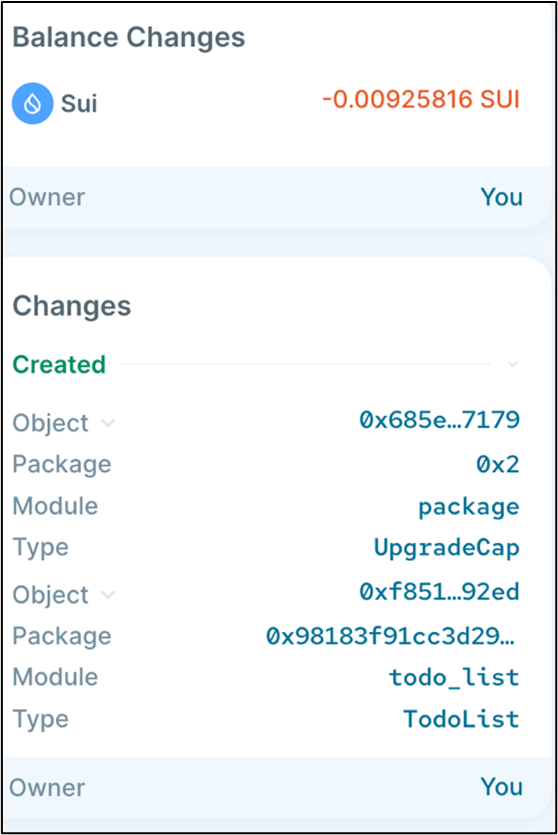 Balance Changes
Sui -0.00925816 SUI
Owner You
Changes
Created
Object 0x685e…7179
Package 0x2
Module package
Type UpgradeCap
Object 0xf851…92ed
Package 0x98183f91cc3d29…
Module todo_list
Type TodoList
Owner You